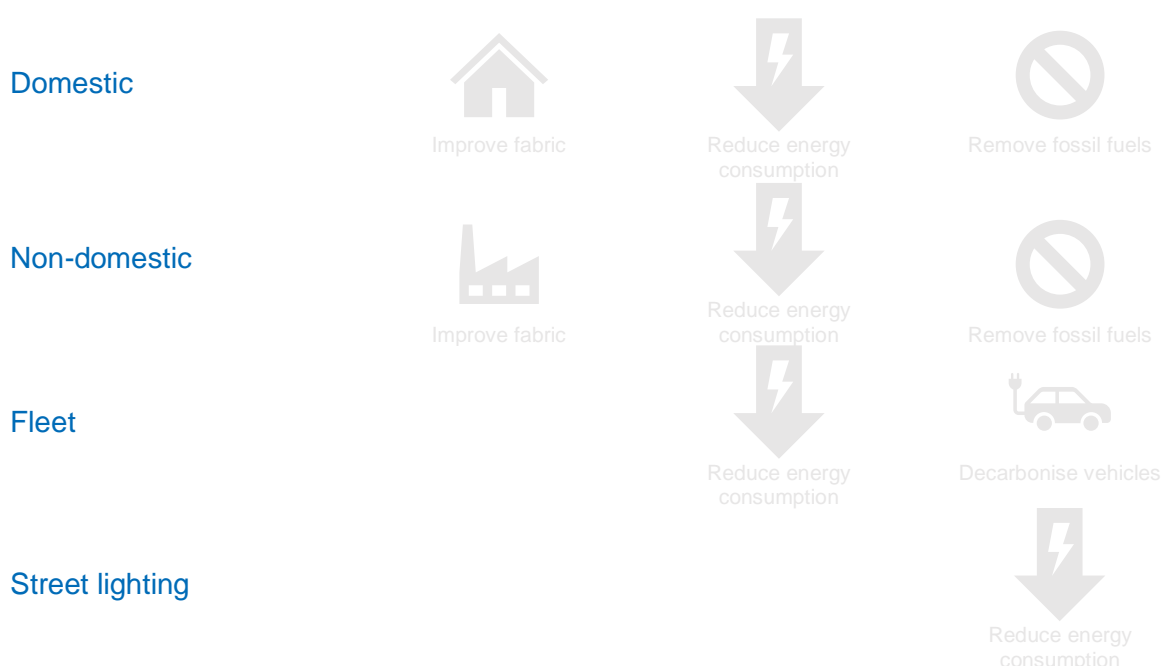 Domestic
Improve fabric
Reduce energy
consumption
Remove fossil fuels
Non-domestic
Improve fabric
Reduce energy
consumption
Remove fossil fuels
Fleet
Reduce energy
consumption
Decarbonise vehicles
Street lighting
Reduce energy
consumption